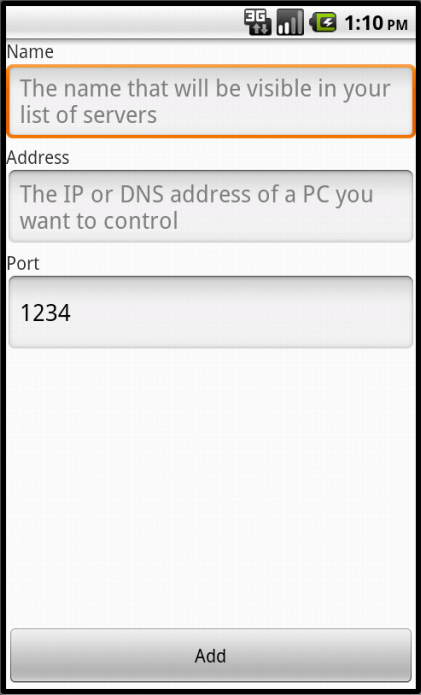 3G 1:10 PM
Name
The name that will be visible in your
list of servers
Address
The IP or DNS address of a PC you
want to control
Port
1234
Add